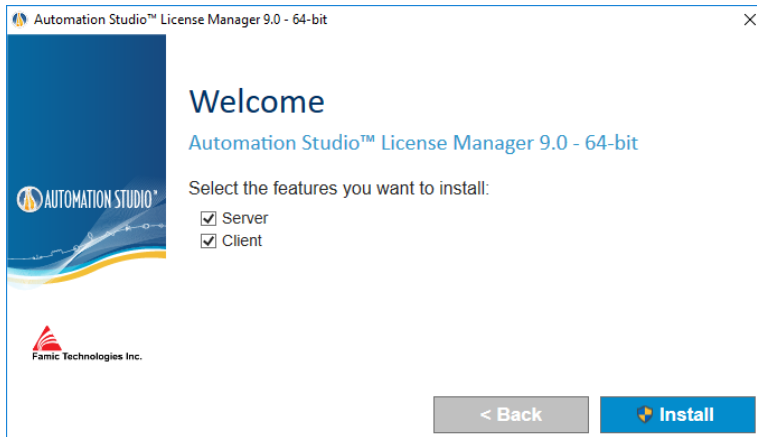 Automation Studio™ License Manager 9.0 - 64-bit
Welcome
Automation Studio™ License Manager 9.0 - 64-bit
Select the features you want to install:
Server
Client
AUTOMATION STUDIO™
Famic Technologies Inc.
< Back
Install